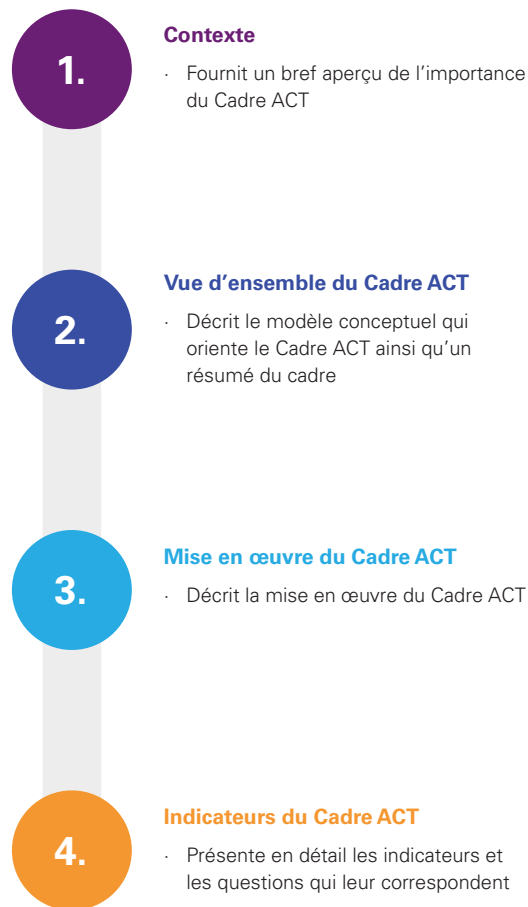 1.
Contexte
· Fournit un bref aperçu de l’importance
du Cadre ACT
2.
Vue d’ensemble du Cadre ACT
· Décrit le modèle conceptuel qui
oriente le Cadre ACT ainsi qu’un
résumé du cadre
3.
Mise en œuvre du Cadre ACT
· Décrit la mise en œuvre du Cadre ACT
4.
Indicateurs du Cadre ACT
· Présente en détail les indicateurs et
les questions qui leur correspondent